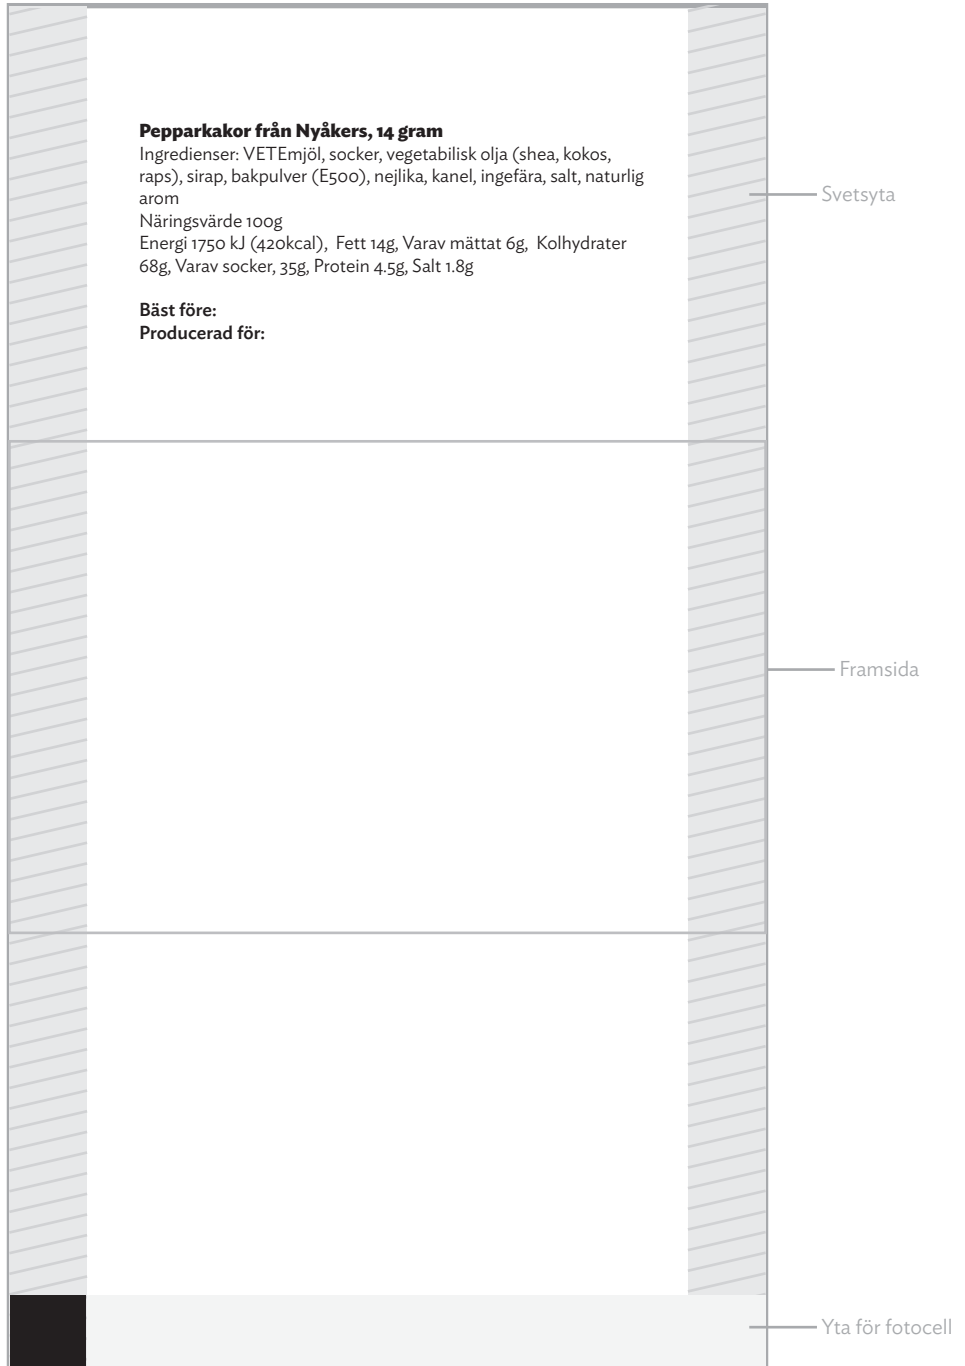 Pepparkakor från Nyåkers, 14 gram
Ingredienser: VETEmjöl, socker, vegetabilisk olja (shea, kokos,
raps), sirap, bakpulver (E500), nejlika, kanel, ingefära, salt, naturlig
arom
Näringsvärde 100g
Energi 1750 kJ (420kcal),  Fett 14g, Varav mättat 6g,  Kolhydrater
68g, Varav socker, 35g, Protein 4.5g, Salt 1.8g
Bäst före:
Producerad för:
Svetsyta
Framsida
Yta för fotocell